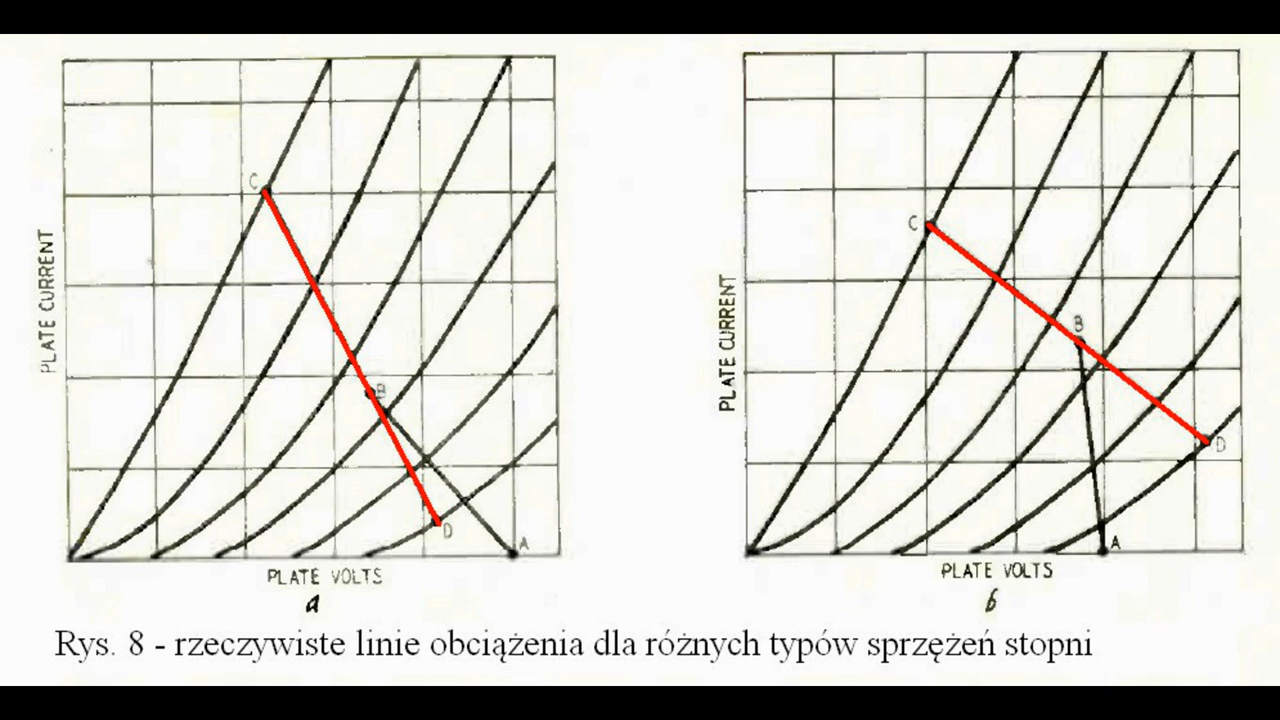 C
B
D
A
PLATE CURRENT
PLATE VOLTS
a
C
B
D
A
PLATE CURRENT
PLATE VOLTS
б
Rys. 8 - rzeczywiste linie obciążenia dla różnych typów sprzężeń stopni